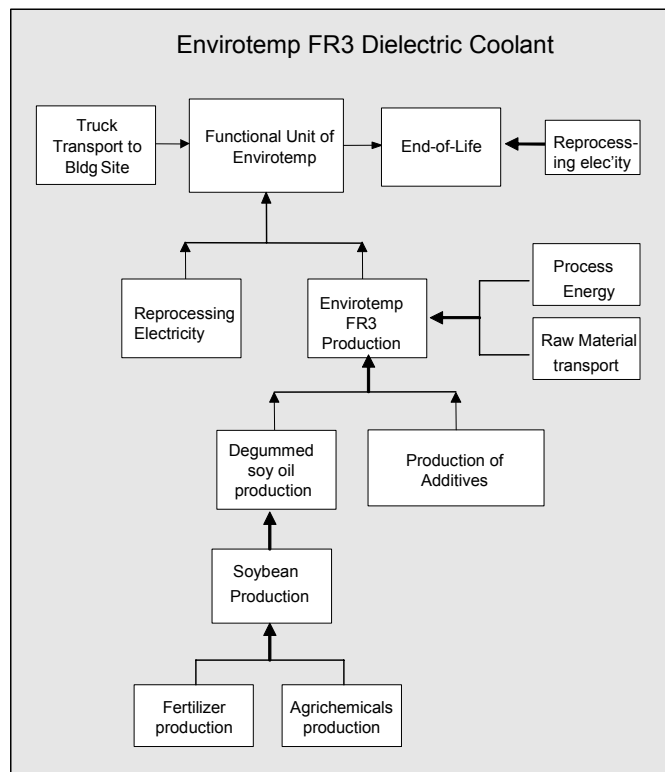 Envirotemp FR3 Dielectric Coolant
Truck
Transport to
Bldg Site
Functional Unit of
Envirotemp
End-of-Life
Reprocess-
ing elec'ity
Reprocessing
Electricity
Envirotemp
FR3
Production
Process
Energy
Raw Material
transport
Degummed
soy oil
production
Production of
Additives
Soybean
Production
Fertilizer
production
Agrichemicals
production